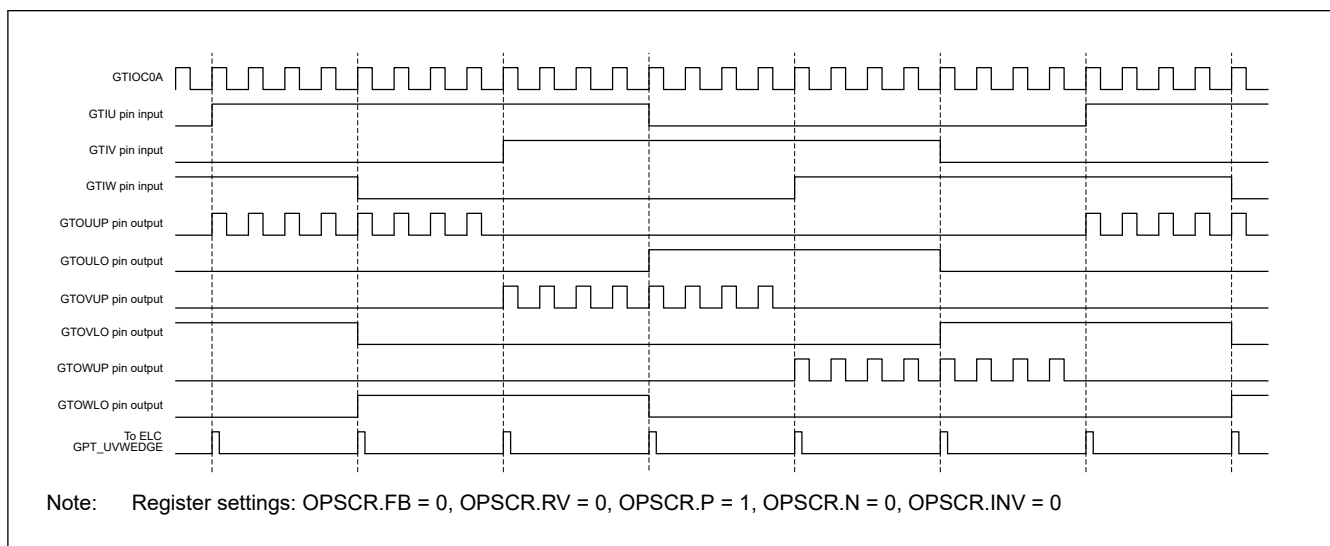 GTIOC0A
GTIU pin input
GTIV pin input
GTIW pin input
GTOUUP pin output
GTOULO pin output
GTOVUP pin output
GTOVLO pin output
GTOWUP pin output
GTOWLO pin output
To ELC
GPT_UVWEDGE
Note: Register settings: OPSCR.FB = 0, OPSCR.RV = 0, OPSCR.P = 1, OPSCR.N = 0, OPSCR.INV = 0